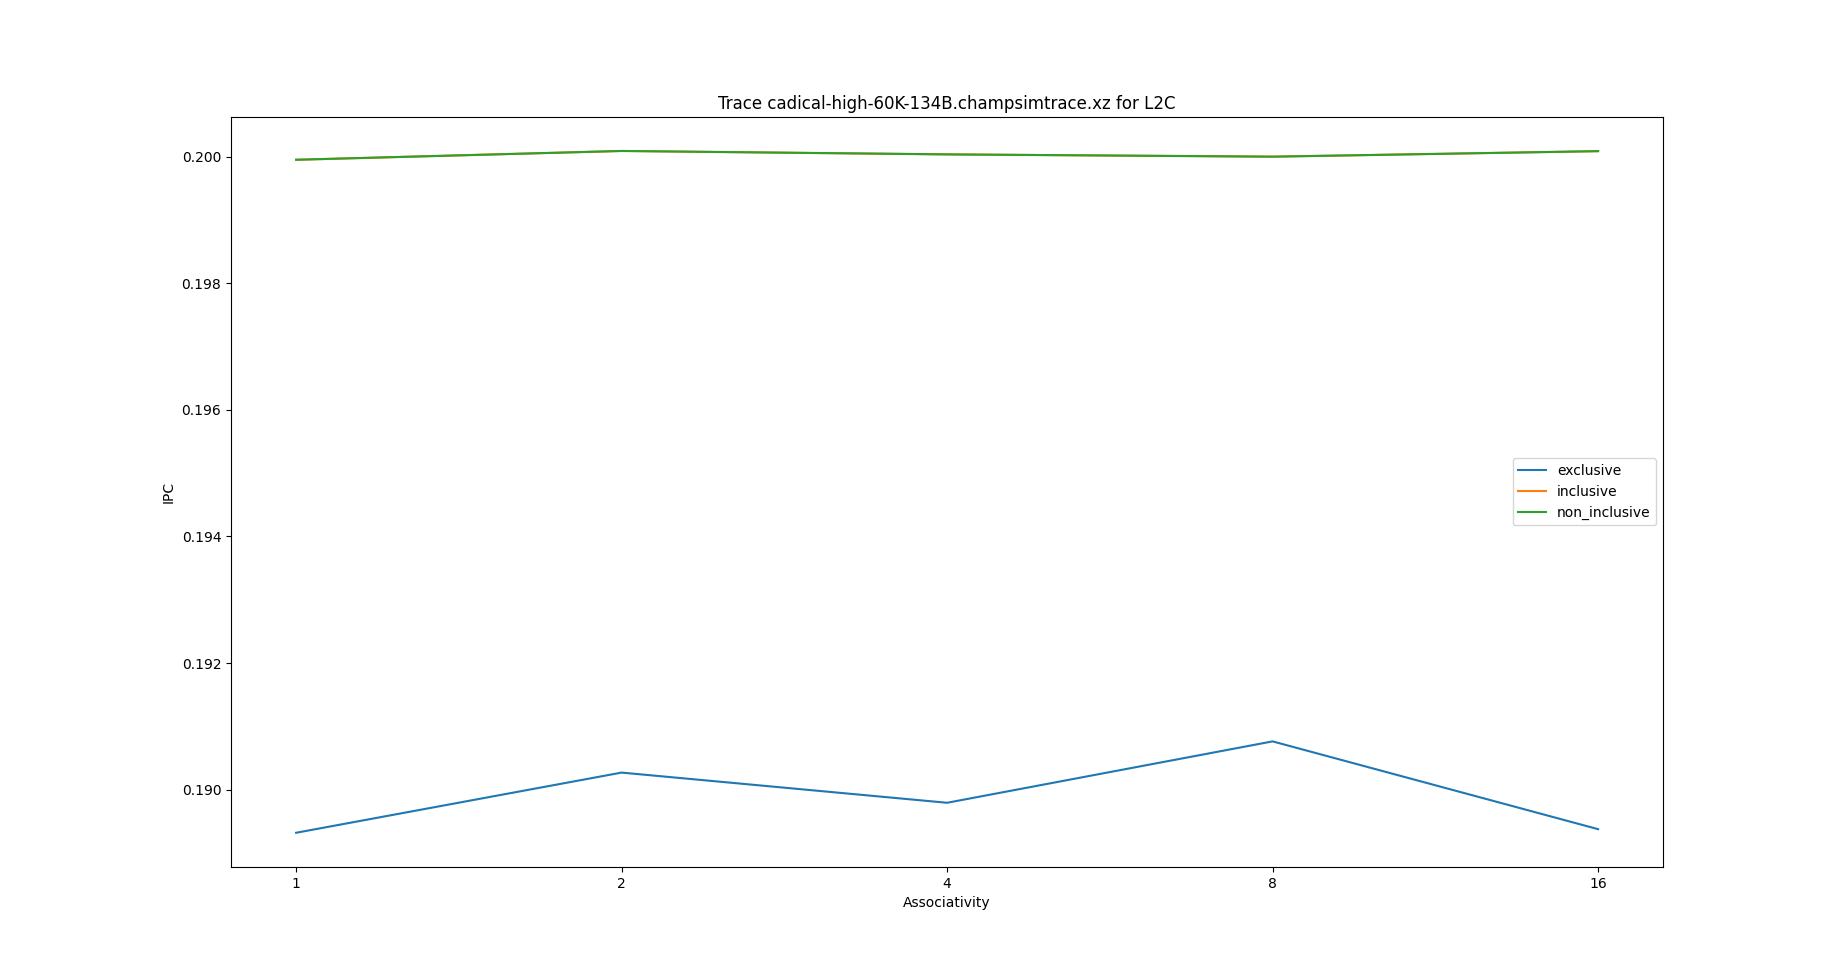 Trace cadical-high-60K-134B.champsimtrace.xz for L2C
0.200
0.198
0.196
0.194
0.192
0.190
IPC
exclusive
inclusive
non_inclusive
1 2 4 8 16
Associativity